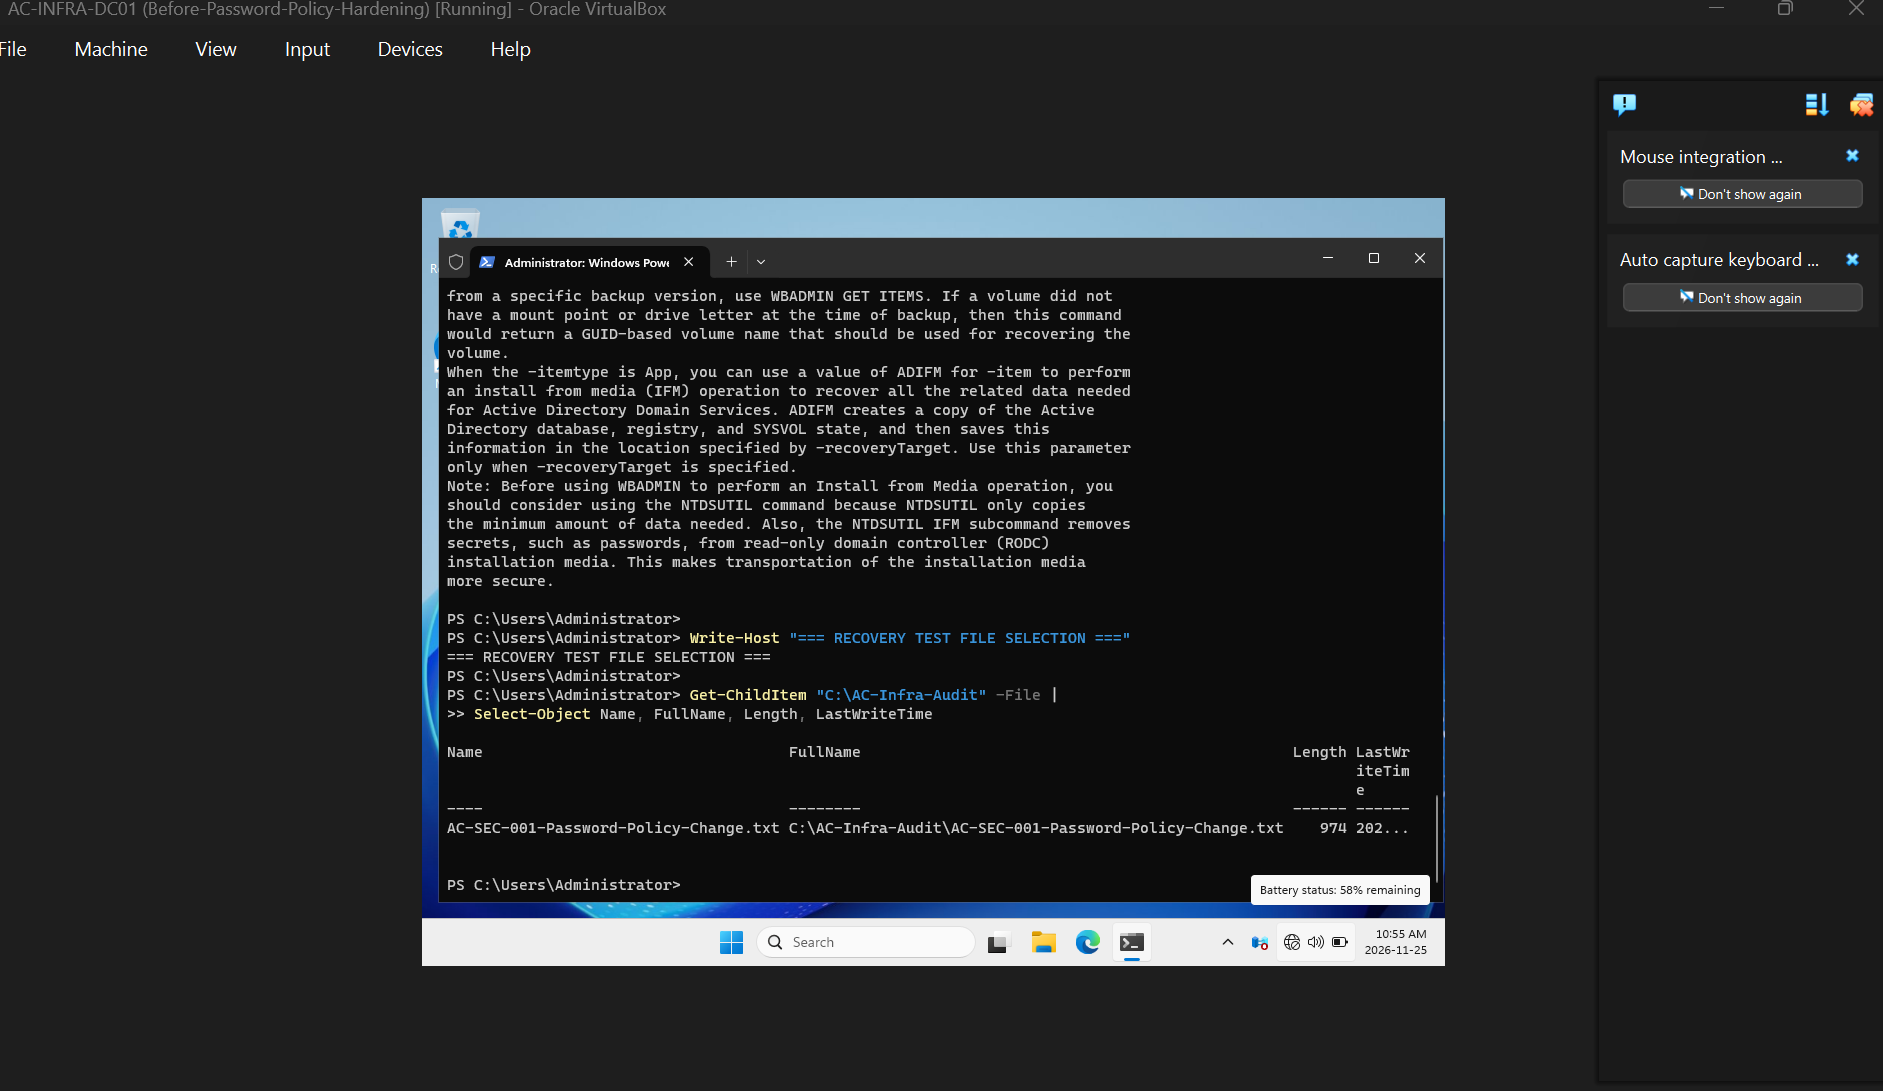 AC-INFRA-DC01 (Before-Password-Policy-Hardening) [Running] - Oracle VirtualBox
File Machine View Input Devices Help
Mouse integration ...
Don't show again
Auto capture keyboard ...
Don't show again
Administrator: Windows Powe
from a specific backup version, use WBADMIN GET ITEMS. If a volume did not
have a mount point or drive letter at the time of backup, then this command
would return a GUID-based volume name that should be used for recovering the
volume.
When the -itemtype is App, you can use a value of ADIFM for -item to perform
an install from media (IFM) operation to recover all the related data needed
for Active Directory Domain Services. ADIFM creates a copy of the Active
Directory database, registry, and SYSVOL state, and then saves this
information in the location specified by -recoveryTarget. Use this parameter
only when -recoveryTarget is specified.
Note: Before using WBADMIN to perform an Install from Media operation, you
should consider using the NTDSUTIL command because NTDSUTIL only copies
the minimum amount of data needed. Also, the NTDSUTIL IFM subcommand removes
secrets, such as passwords, from read-only domain controller (RODC)
installation media. This makes transportation of the installation media
more secure.
PS C:\Users\Administrator>
PS C:\Users\Administrator> Write-Host "=== RECOVERY TEST FILE SELECTION ==="
=== RECOVERY TEST FILE SELECTION ===
PS C:\Users\Administrator>
PS C:\Users\Administrator> Get-ChildItem "C:\AC-Infra-Audit" -File |
>> Select-Object Name, FullName, Length, LastWriteTime
Name FullName Length LastWr
iteTim
e
---- -------- ------ ------
AC-SEC-001-Password-Policy-Change.txt C:\AC-Infra-Audit\AC-SEC-001-Password-Policy-Change.txt 974 202...
PS C:\Users\Administrator>
Battery status: 58% remaining
Search
10:55 AM
2026-11-25